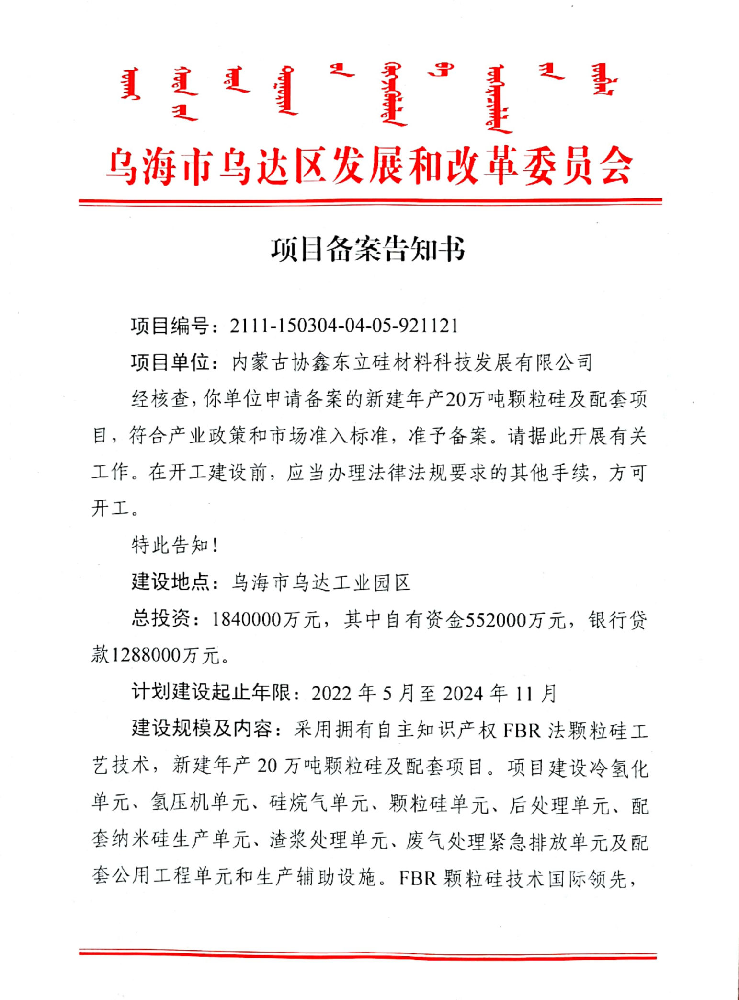 乌海市乌达区发展和改革委员会
项目备案告知书
项目编号：2111-150304-04-05-921121
项目单位：内蒙古协鑫东立硅材料科技发展有限公司
经核查，你单位申请备案的新建年产20万吨颗粒硅及配套项
目，符合产业政策和市场准入标准，准予备案。请据此开展有关
工作。在开工建设前，应当办理法律法规要求的其他手续，方可
开工。
特此告知！
建设地点：乌海市乌达工业园区
总投资：1840000万元，其中自有资金552000万元，银行贷
款1288000万元。
计划建设起止年限：2022 年 5 月至 2024 年 11 月
建设规模及内容：采用拥有自主知识产权 FBR 法颗粒硅工
艺技术，新建年产 20 万吨颗粒硅及配套项目。项目建设冷氢化
单元、氢压机单元、硅烷气单元、颗粒硅单元、后处理单元、配
套纳米硅生产单元、渣浆处理单元、废气处理紧急排放单元及配
套公用工程单元和生产辅助设施。FBR 颗粒硅技术国际领先，